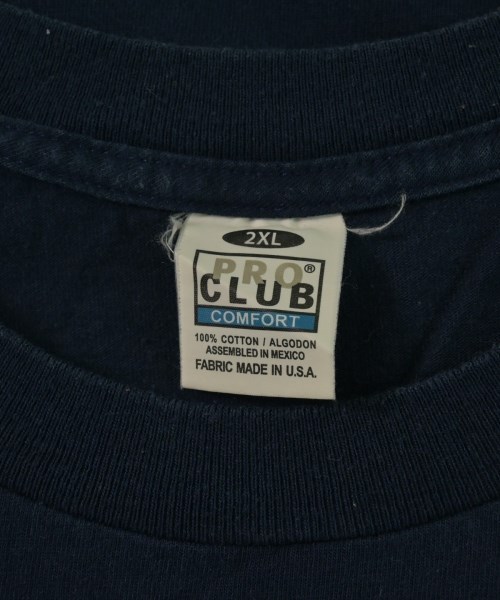 2XL
PRO®
CLUB
COMFORT
100% COTTON / ALGODON
ASSEMBLED IN MEXICO
FABRIC MADE IN U.S.A.